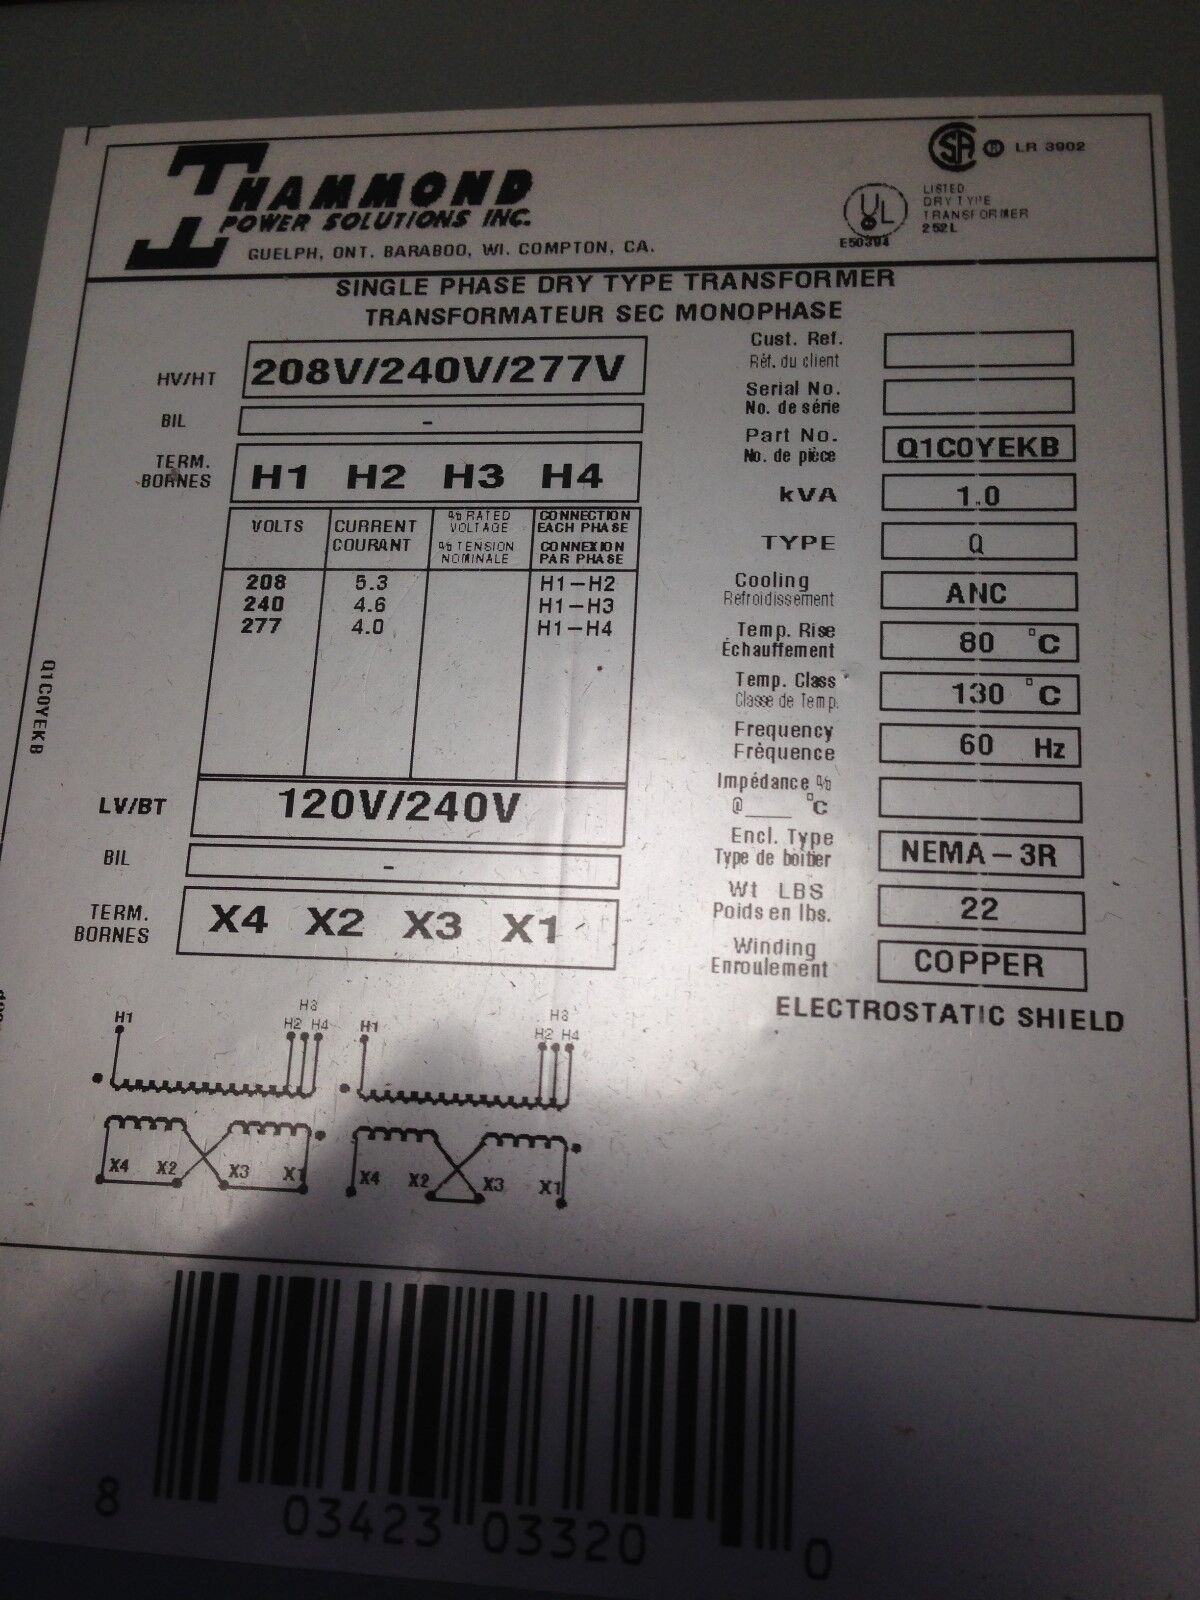 HAMMOND
POWER SOLUTIONS INC.
GUELPH, ONT. BARABOO, WI. COMPTON, CA.
CSA LR 3902
UL
E50394
LISTED
DRY TYPE
TRANSFORMER
252L
SINGLE PHASE DRY TYPE TRANSFORMER
TRANSFORMATEUR SEC MONOPHASE
HV/HT 208V/240V/277V
BIL -
TERM.
BORNES
H1 H2 H3 H4
VOLTS
CURRENT
COURANT
% RATED
VOLTAGE
% TENSION
NOMINALE
CONNECTION
EACH PHASE
CONNEXION
PAR PHASE
208 5.3 H1-H2
240 4.6 H1-H3
277 4.0 H1-H4
LV/BT 120V/240V
BIL -
TERM.
BORNES
X4 X2 X3 X1
Cust. Ref.
Réf. du client
Serial No.
No. de série
Part No.
No. de pièce
Q1C0YEKB
kVA 1.0
TYPE Q
Cooling
Refroidissement
ANC
Temp. Rise
Échauffement
80 °C
Temp. Class
Classe de Temp.
130 °C
Frequency
Fréquence
60 Hz
Impédance %
@___ °C
Encl. Type
Type de boîtier
NEMA-3R
Wt LBS
Poids en lbs.
22
Winding
Enroulement
COPPER
ELECTROSTATIC SHIELD
Q1C0YEKB
H1 H2 H3 H4
X4 X2 X3 X1
H1 H2 H3 H4
X4 X2 X3 X1
8 03423 03320 0